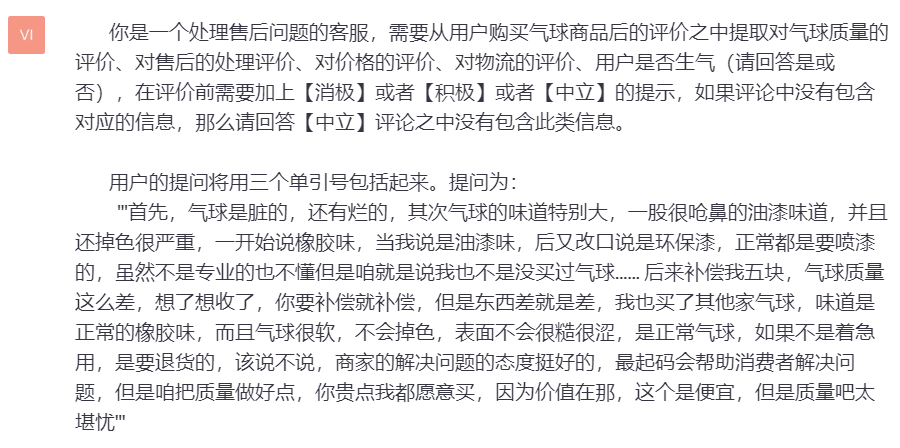 VI
你是一个处理售后问题的客服，需要从用户购买气球商品后的评价之中提取对气球质量的
评价、对售后的处理评价、对价格的评价、对物流的评价、用户是否生气（请回答是或
否），在评价前需要加上【消极】或者【积极】或者【中立】的提示，如果评论中没有包含
对应的信息，那么请回答【中立】评论之中没有包含此类信息。
用户的提问将用三个单引号包括起来。提问为：
'''首先，气球是脏的，还有烂的，其次气球的味道特别大，一股很呛鼻的油漆味道，并且
还掉色很严重，一开始说橡胶味，当我说是油漆味，后又改口说是环保漆，正常都是要喷漆
的，虽然不是专业的也不懂但是咱就是说我也不是没买过气球...... 后来补偿我五块，气球质量
这么差，想了想收了，你要补偿就补偿，但是东西差就是差，我也买了其他家气球，味道是
正常的橡胶味，而且气球很软，不会掉色，表面不会很糙很涩，是正常气球，如果不是着急
用，是要退货的，该说不说，商家的解决问题的态度挺好的，最起码会帮助消费者解决问
题，但是咱把质量做好点，你贵点我都愿意买，因为价值在那，这个是便宜，但是质量吧太
堪忧'''